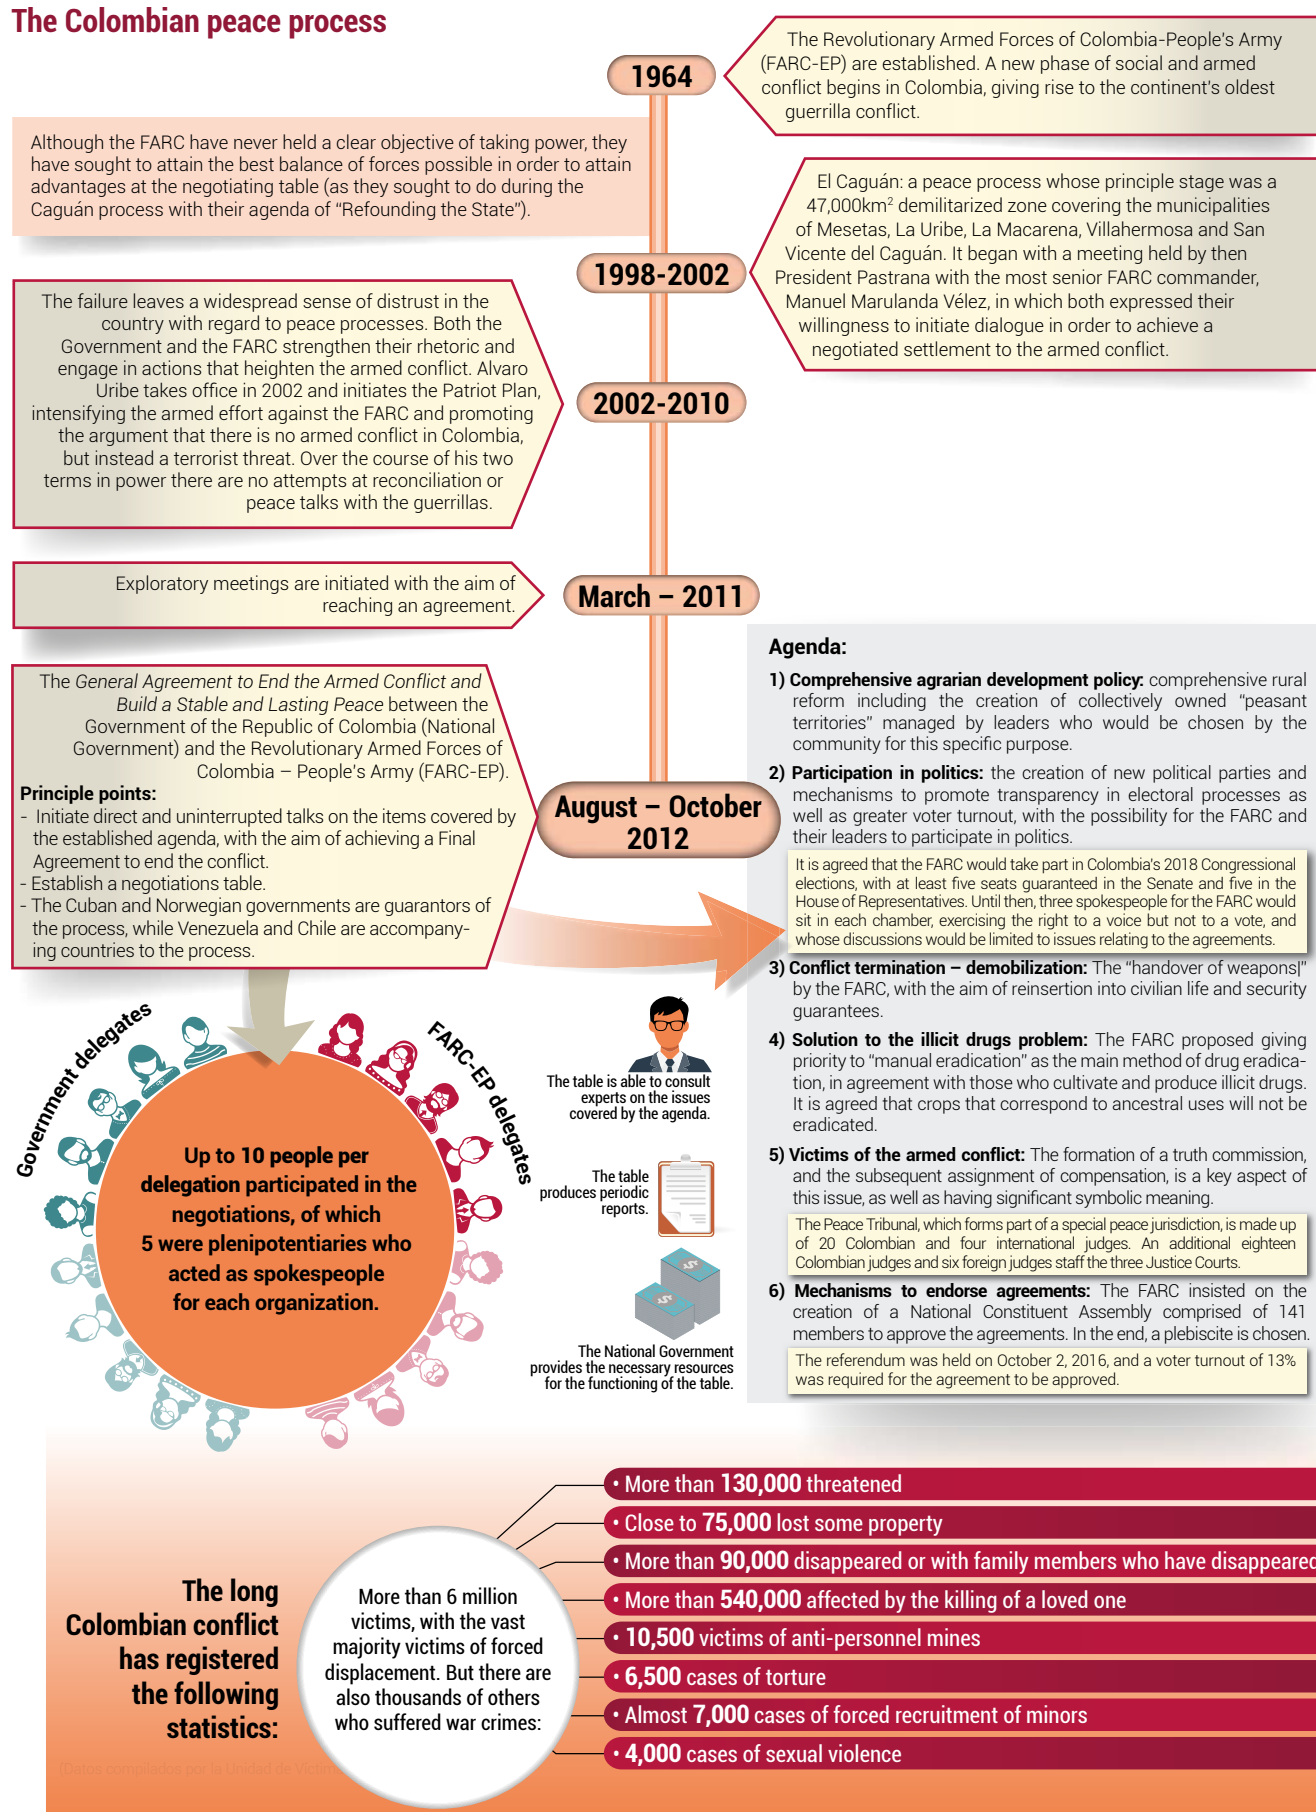 The Colombian peace process
1964
The Revolutionary Armed Forces of Colombia-People's Army
(FARC-EP) are established. A new phase of social and armed
conflict begins in Colombia, giving rise to the continent's oldest
guerrilla conflict.
Although the FARC have never held a clear objective of taking power, they
have sought to attain the best balance of forces possible in order to attain
advantages at the negotiating table (as they sought to do during the
Caguán process with their agenda of “Refounding the State”).
1998-2002
El Caguán: a peace process whose principle stage was a
47,000km² demilitarized zone covering the municipalities
of Mesetas, La Uribe, La Macarena, Villahermosa and San
Vicente del Caguán. It began with a meeting held by then
President Pastrana with the most senior FARC commander,
Manuel Marulanda Vélez, in which both expressed their
willingness to initiate dialogue in order to achieve a
negotiated settlement to the armed conflict.
The failure leaves a widespread sense of distrust in the
country with regard to peace processes. Both the
Government and the FARC strengthen their rhetoric and
engage in actions that heighten the armed conflict. Alvaro
Uribe takes office in 2002 and initiates the Patriot Plan,
intensifying the armed effort against the FARC and promoting
the argument that there is no armed conflict in Colombia,
but instead a terrorist threat. Over the course of his two
terms in power there are no attempts at reconciliation or
peace talks with the guerrillas.
2002-2010
Exploratory meetings are initiated with the aim of
reaching an agreement.
March – 2011
The General Agreement to End the Armed Conflict and
Build a Stable and Lasting Peace between the
Government of the Republic of Colombia (National
Government) and the Revolutionary Armed Forces of
Colombia – People's Army (FARC-EP).
Principle points:
- Initiate direct and uninterrupted talks on the items covered by
the established agenda, with the aim of achieving a Final
Agreement to end the conflict.
- Establish a negotiations table.
- The Cuban and Norwegian governments are guarantors of
the process, while Venezuela and Chile are accompany-
ing countries to the process.
August – October
2012
Agenda:
1) Comprehensive agrarian development policy: comprehensive rural
reform including the creation of collectively owned “peasant
territories” managed by leaders who would be chosen by the
community for this specific purpose.
2) Participation in politics: the creation of new political parties and
mechanisms to promote transparency in electoral processes as
well as greater voter turnout, with the possibility for the FARC and
their leaders to participate in politics.
It is agreed that the FARC would take part in Colombia's 2018 Congressional
elections, with at least five seats guaranteed in the Senate and five in the
House of Representatives. Until then, three spokespeople for the FARC would
sit in each chamber, exercising the right to a voice but not to a vote, and
whose discussions would be limited to issues relating to the agreements.
3) Conflict termination – demobilization: The “handover of weapons|”
by the FARC, with the aim of reinsertion into civilian life and security
guarantees.
4) Solution to the illicit drugs problem: The FARC proposed giving
priority to “manual eradication” as the main method of drug eradica-
tion, in agreement with those who cultivate and produce illicit drugs.
It is agreed that crops that correspond to ancestral uses will not be
eradicated.
5) Victims of the armed conflict: The formation of a truth commission,
and the subsequent assignment of compensation, is a key aspect of
this issue, as well as having significant symbolic meaning.
The Peace Tribunal, which forms part of a special peace jurisdiction, is made up
of 20 Colombian and four international judges. An additional eighteen
Colombian judges and six foreign judges staff the three Justice Courts.
6) Mechanisms to endorse agreements: The FARC insisted on the
creation of a National Constituent Assembly comprised of 141
members to approve the agreements. In the end, a plebiscite is chosen.
The referendum was held on October 2, 2016, and a voter turnout of 13%
was required for the agreement to be approved.
Government delegates
FARC-EP delegates
Up to 10 people per
delegation participated in the
negotiations, of which
5 were plenipotentiaries who
acted as spokespeople
for each organization.
The table is able to consult
experts on the issues
covered by the agenda.
The table
produces periodic
reports.
The National Government
provides the necessary resources
for the functioning of the table.
The long
Colombian conflict
has registered
the following
statistics:
(Datos compilados por la Unidad de Víctim
More than 6 million
victims, with the vast
majority victims of forced
displacement. But there are
also thousands of others
who suffered war crimes:
• More than 130,000 threatened
• Close to 75,000 lost some property
• More than 90,000 disappeared or with family members who have disappeared
• More than 540,000 affected by the killing of a loved one
• 10,500 victims of anti-personnel mines
• 6,500 cases of torture
• Almost 7,000 cases of forced recruitment of minors
• 4,000 cases of sexual violence